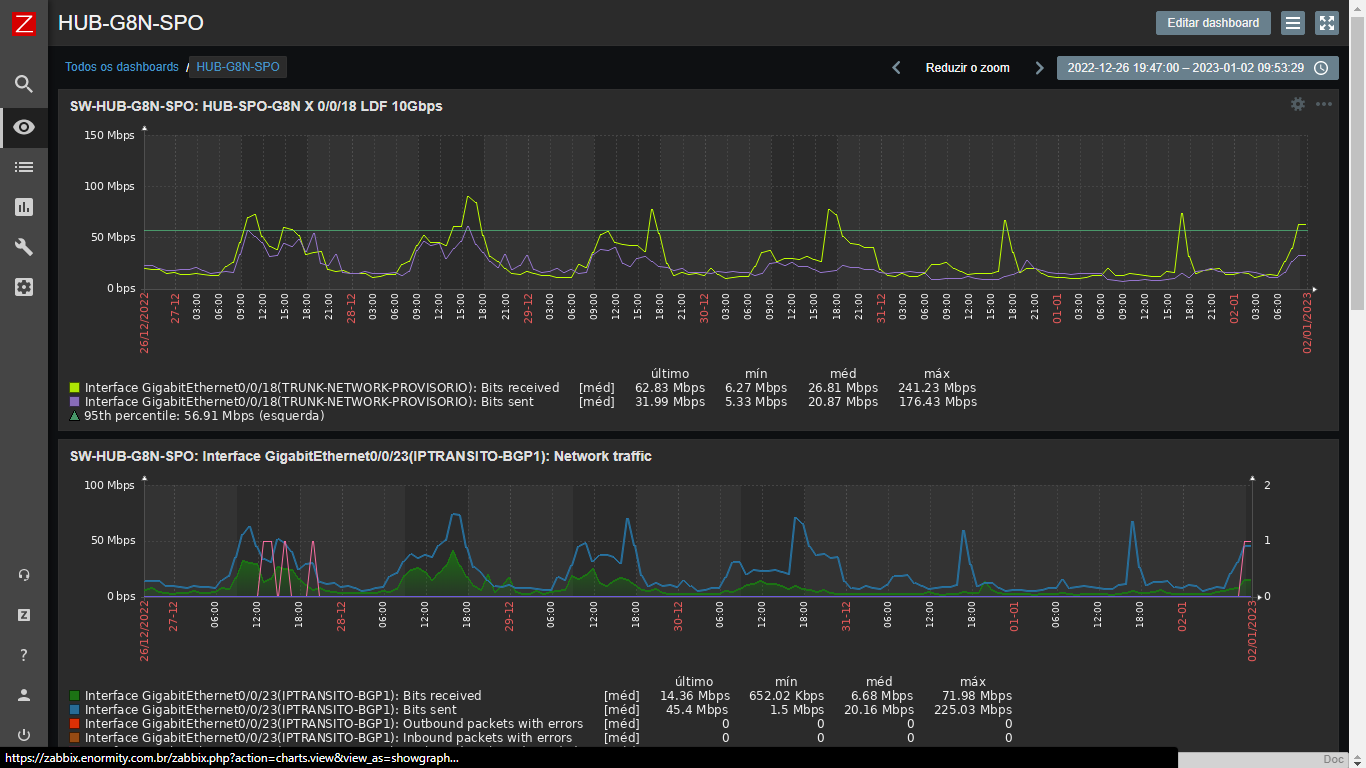 Z
HUB-G8N-SPO
Editar dashboard
Todos os dashboards / HUB-G8N-SPO
Reduzir o zoom
2022-12-26 19:47:00 – 2023-01-02 09:53:29
SW-HUB-G8N-SPO: HUB-SPO-G8N X 0/0/18 LDF 10Gbps
150 Mbps
100 Mbps
50 Mbps
0 bps
26/12/2022 27-12 03:00 06:00 09:00 12:00 15:00 18:00 21:00 28-12 03:00 06:00 09:00 12:00 15:00 18:00 21:00 29-12 03:00 06:00 09:00 12:00 15:00 18:00 21:00 30-12 03:00 06:00 09:00 12:00 15:00 18:00 21:00 31-12 03:00 06:00 09:00 12:00 15:00 18:00 21:00 01-01 03:00 06:00 09:00 12:00 15:00 18:00 21:00 02-01 03:00 06:00 02/01/2023
último mín méd máx
Interface GigabitEthernet0/0/18(TRUNK-NETWORK-PROVISORIO): Bits received [méd] 62.83 Mbps 6.27 Mbps 26.81 Mbps 241.23 Mbps
Interface GigabitEthernet0/0/18(TRUNK-NETWORK-PROVISORIO): Bits sent [méd] 31.99 Mbps 5.33 Mbps 20.87 Mbps 176.43 Mbps
95th percentile: 56.91 Mbps (esquerda)
SW-HUB-G8N-SPO: Interface GigabitEthernet0/0/23(IPTRANSITO-BGP1): Network traffic
100 Mbps 2
50 Mbps 1
0 bps 0
26/12/2022 27-12 06:00 12:00 18:00 28-12 06:00 12:00 18:00 29-12 06:00 12:00 18:00 30-12 06:00 12:00 18:00 31-12 06:00 12:00 18:00 01-01 06:00 12:00 18:00 02-01 02/01/2023
último mín méd máx
Interface GigabitEthernet0/0/23(IPTRANSITO-BGP1): Bits received [méd] 14.36 Mbps 652.02 Kbps 6.68 Mbps 71.98 Mbps
Interface GigabitEthernet0/0/23(IPTRANSITO-BGP1): Bits sent [méd] 45.4 Mbps 1.5 Mbps 20.16 Mbps 225.03 Mbps
Interface GigabitEthernet0/0/23(IPTRANSITO-BGP1): Outbound packets with errors [méd] 0 0 0 0
Interface GigabitEthernet0/0/23(IPTRANSITO-BGP1): Inbound packets with errors [méd] 0 0 0 0
Z
?
https://zabbix.enormity.com.br/zabbix.php?action=charts.view&view_as=showgraph...
Doc